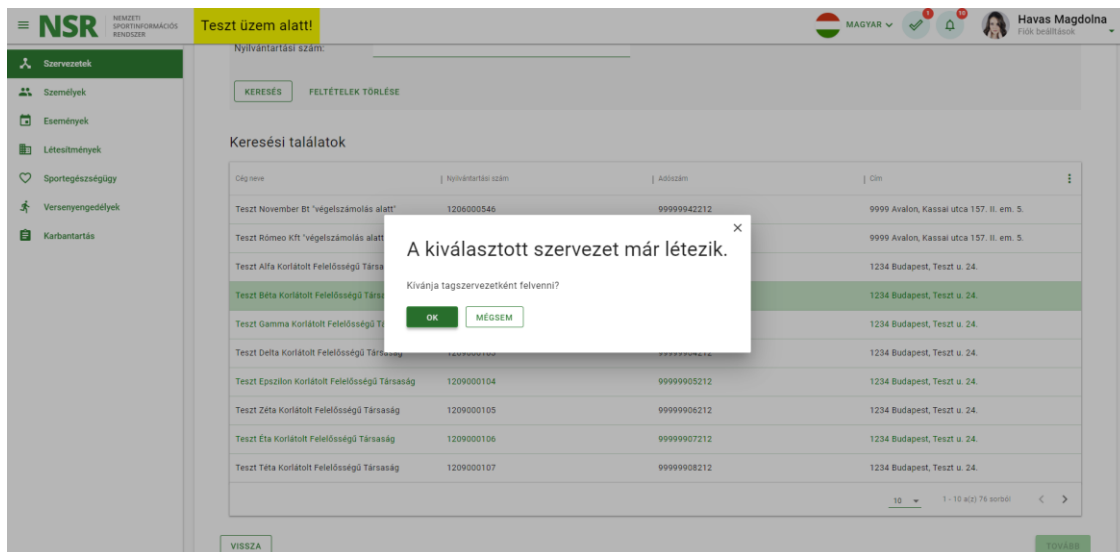 NSR
NEMZETI
SPORTINFORMÁCIÓS
RENDSZER
Teszt üzem alatt!
MAGYAR
1
10
Havas Magdolna
Fiók beállítások
Szervezetek
Személyek
Események
Létesítmények
Sportegészségügy
Versenyengedélyek
Karbantartás
Nyilvántartási szám:
KERESÉS FELTÉTELEK TÖRLÉSE
Keresési találatok
Cég neve Nyilvántartási szám Adószám Cím
Teszt November Bt "végelszámolás alatt" 1206000546 99999942212 9999 Avalon, Kassai utca 157. II. em. 5.
Teszt Rómeo Kft "végelszámolás alatt 9999 Avalon, Kassai utca 157. II. em. 5.
Teszt Alfa Korlátolt Felelősségű Társa 1234 Budapest, Teszt u. 24.
Teszt Béta Korlátolt Felelősségű Társa 1234 Budapest, Teszt u. 24.
Teszt Gamma Korlátolt Felelősségű Tá 1234 Budapest, Teszt u. 24.
Teszt Delta Korlátolt Felelősségű Társaság 1234 Budapest, Teszt u. 24.
Teszt Epszilon Korlátolt Felelősségű Társaság 1209000104 99999905212 1234 Budapest, Teszt u. 24.
Teszt Zéta Korlátolt Felelősségű Társaság 1209000105 99999906212 1234 Budapest, Teszt u. 24.
Teszt Éta Korlátolt Felelősségű Társaság 1209000106 99999907212 1234 Budapest, Teszt u. 24.
Teszt Téta Korlátolt Felelősségű Társaság 1209000107 99999908212 1234 Budapest, Teszt u. 24.
10 1 - 10 a(z) 76 sorból
A kiválasztott szervezet már létezik.
Kívánja tagszervezetként felvenni?
OK MÉGSEM
VISSZA TOVÁBB